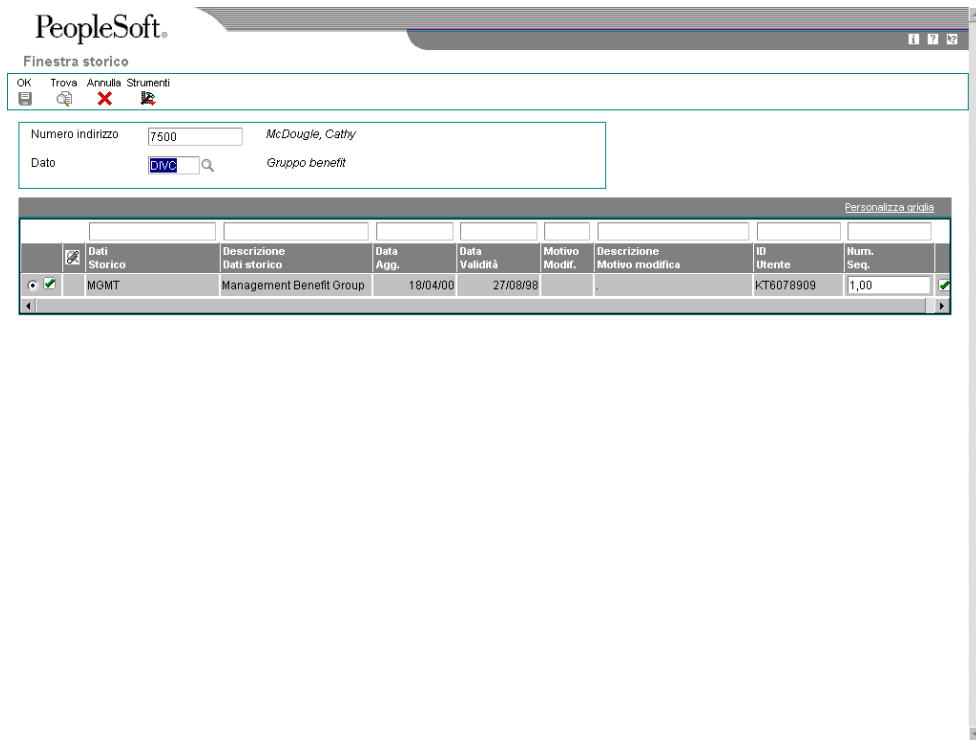 PeopleSoft.
Finestra storico
OK Trova Annulla Strumenti
Numero indirizzo 7500 McDougle, Cathy
Dato DIVC Gruppo benefit
Personalizza griglia
Dati Storico Descrizione Dati storico Data Agg. Data Validità Motivo Modif. Descrizione Motivo modifica ID Utente Num. Seq.
MGMT Management Benefit Group 18/04/00 27/08/98 . KT6078909 1,00